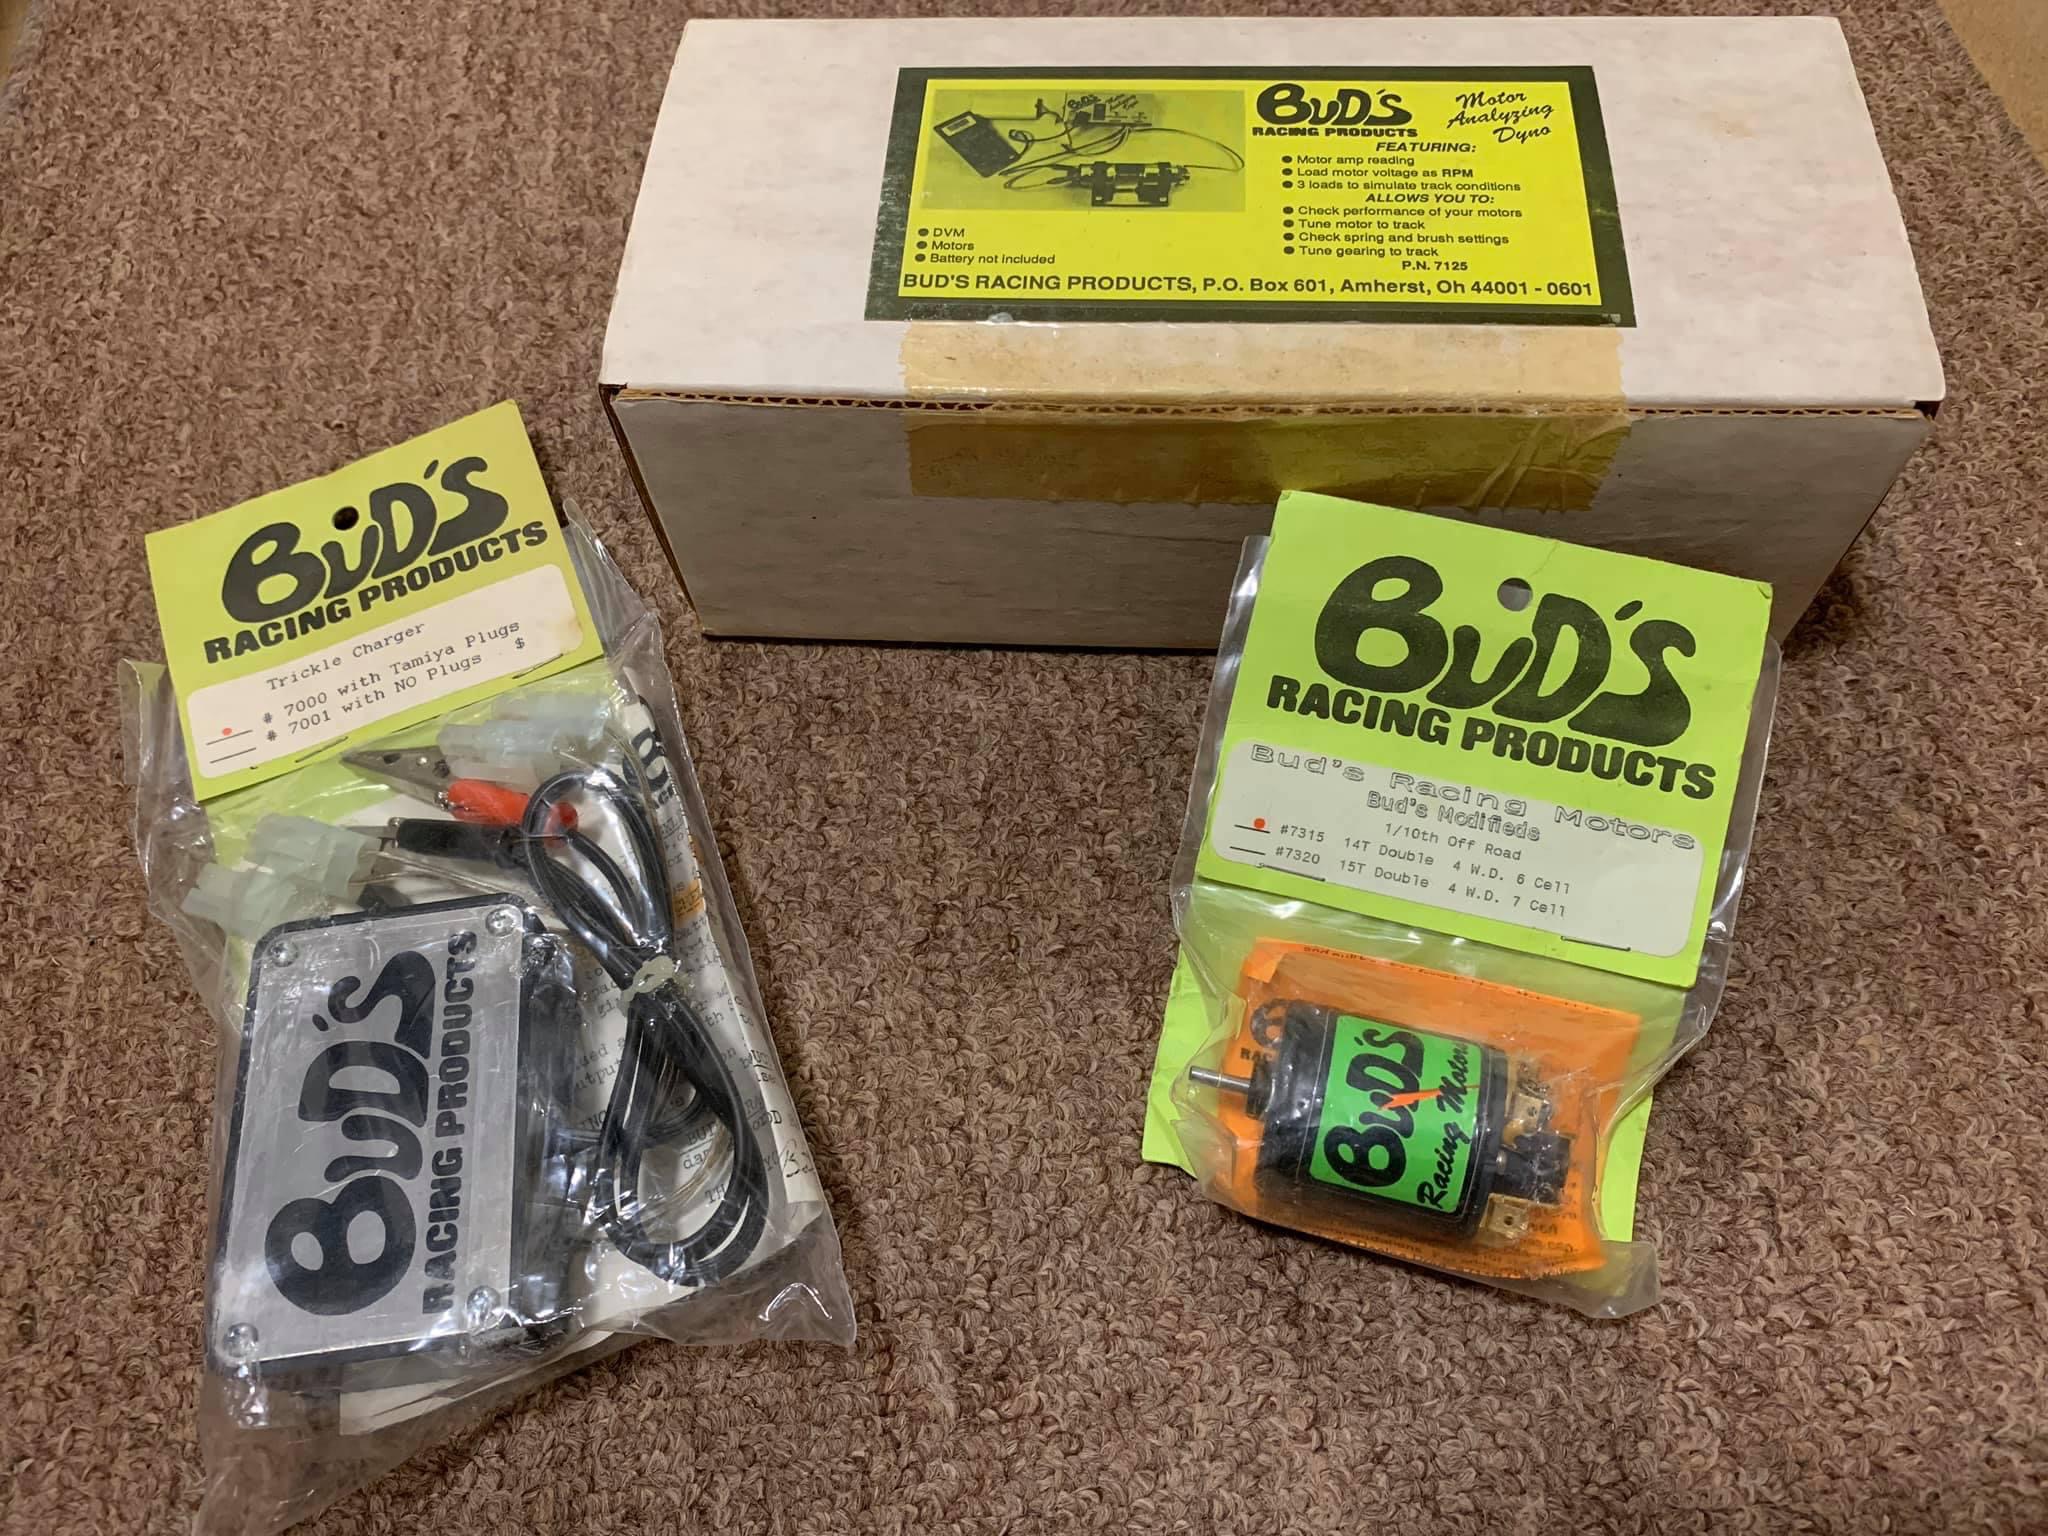 BUD'S
RACING PRODUCTS
Motor
Analyzing
Dyno
FEATURING:
● Motor amp reading
● Load motor voltage as RPM
● 3 loads to simulate track conditions
ALLOWS YOU TO:
● Check performance of your motors
● Tune motor to track
● Check spring and brush settings
● Tune gearing to track
P.N. 7125
● DVM
● Motors
● Battery not included
BUD'S RACING PRODUCTS, P.O. Box 601, Amherst, Oh 44001 - 0601
BUD'S
RACING PRODUCTS
Trickle Charger
# 7000 with Tamiya Plugs
# 7001 with NO Plugs $
BUD'S
RACING PRODUCTS
BUD'S
RACING PRODUCTS
Bud's Racing Motors
Bud's Modifieds
1/10th Off Road
#7315 14T Double 4 W.D. 6 Cell
#7320 15T Double 4 W.D. 7 Cell
BUD'S
Racing Motors